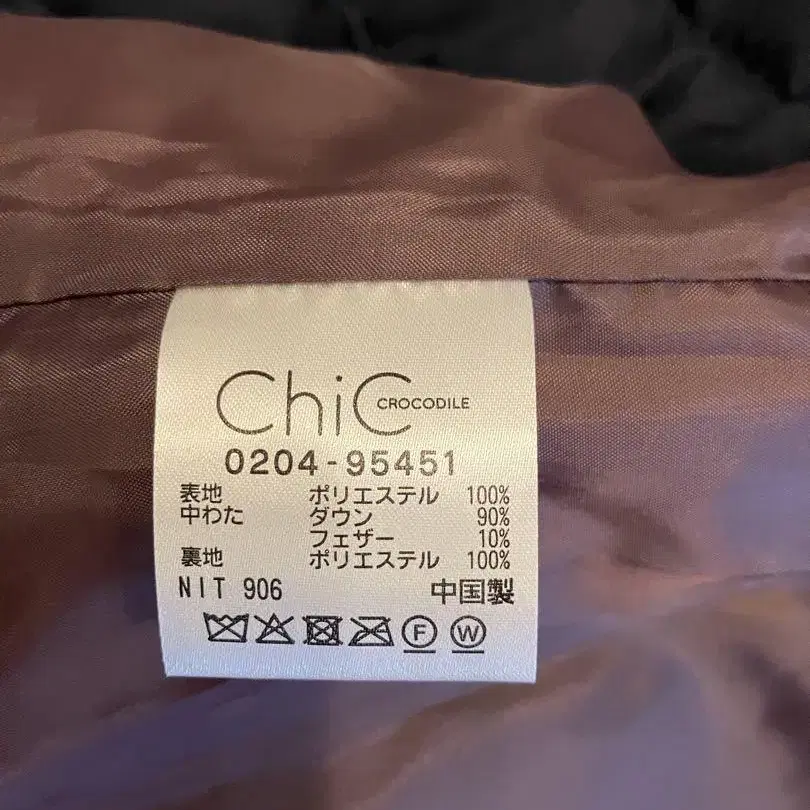 ChiC CROCODILE
0204-95451
表地 ポリエステル 100%
中わた ダウン 90%
フェザー 10%
裏地 ポリエステル 100%
NIT 906 中国製
F W